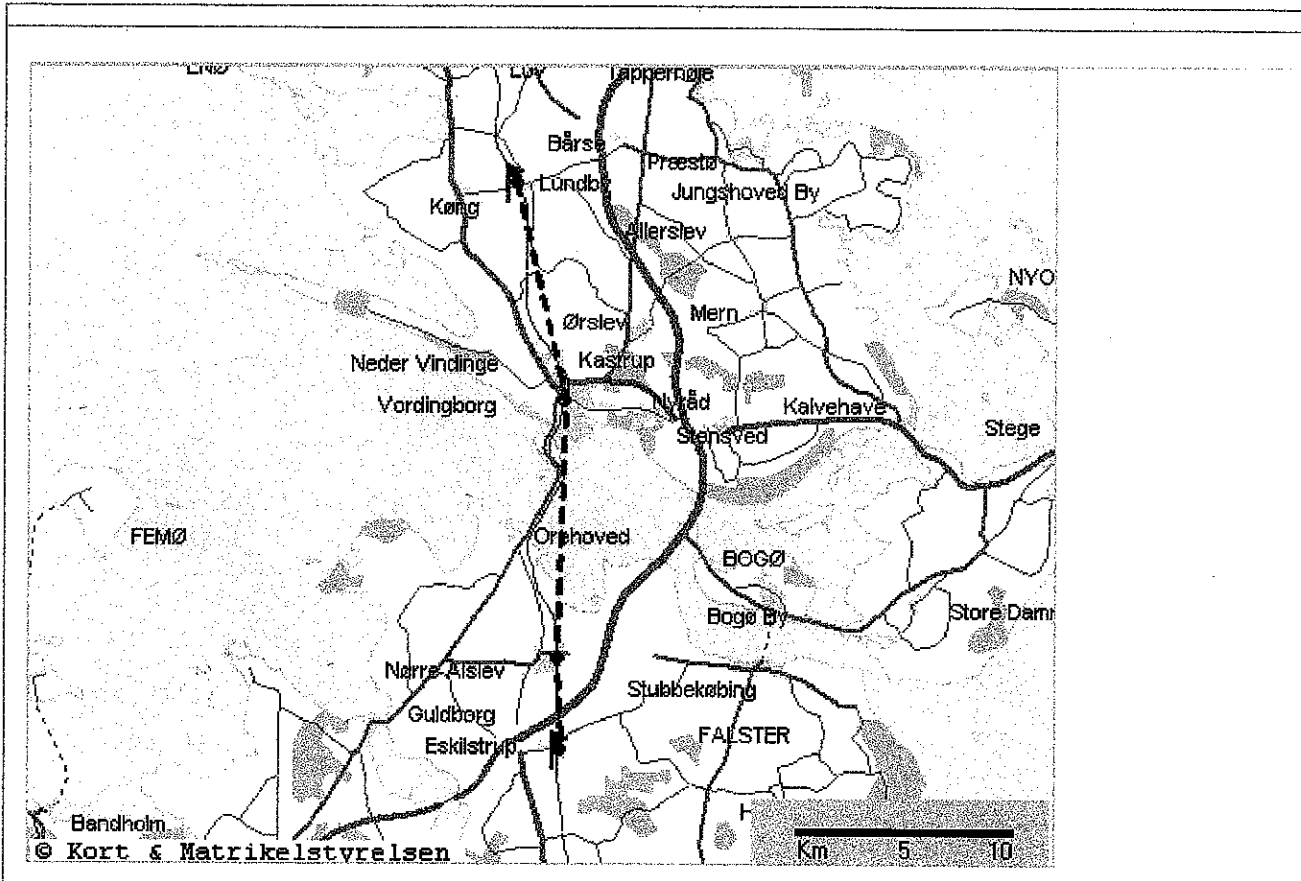 Tappernøje
Bårse
Præstø
Lundby
Jungshoved By
Køng
Allerslev
NYO
Mern
Ørslev
Neder Vindinge
Kastrup
Vordingborg
Nyråd
Kalvehave
Stensved
Stege
FEMØ
Orehoved
BOGØ
Bogø By
Store Damm
Nørre-Alslev
Stubbekøbing
Guldborg
Eskilstrup
FALSTER
Bandholm
Km 5 10
© Kort & Matrikelstyrelsen